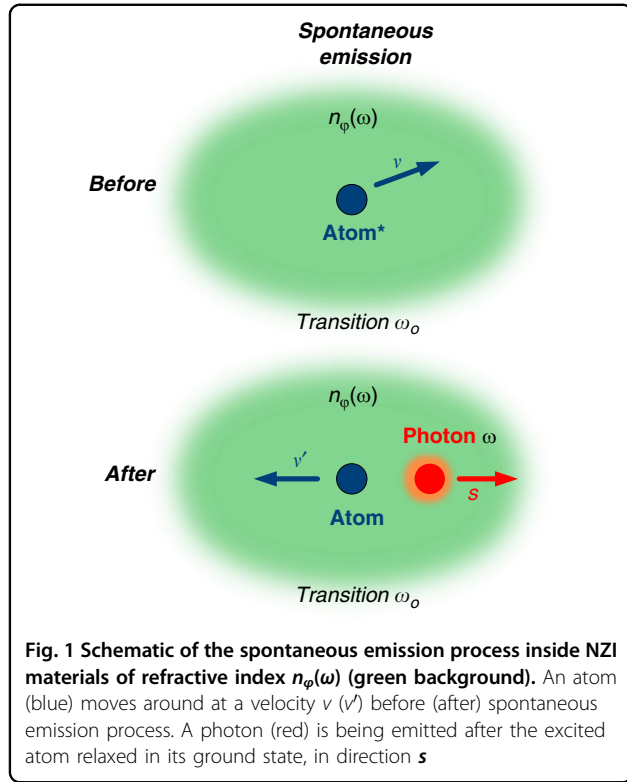 Spontaneous
emission
nφ(ω)
Before
v
Atom*
Transition ωo
nφ(ω)
Photon ω
After
v′
s
Atom
Transition ωo
Fig. 1 Schematic of the spontaneous emission process inside NZI
materials of refractive index nφ(ω) (green background). An atom
(blue) moves around at a velocity v (v′) before (after) spontaneous
emission process. A photon (red) is being emitted after the excited
atom relaxed in its ground state, in direction s